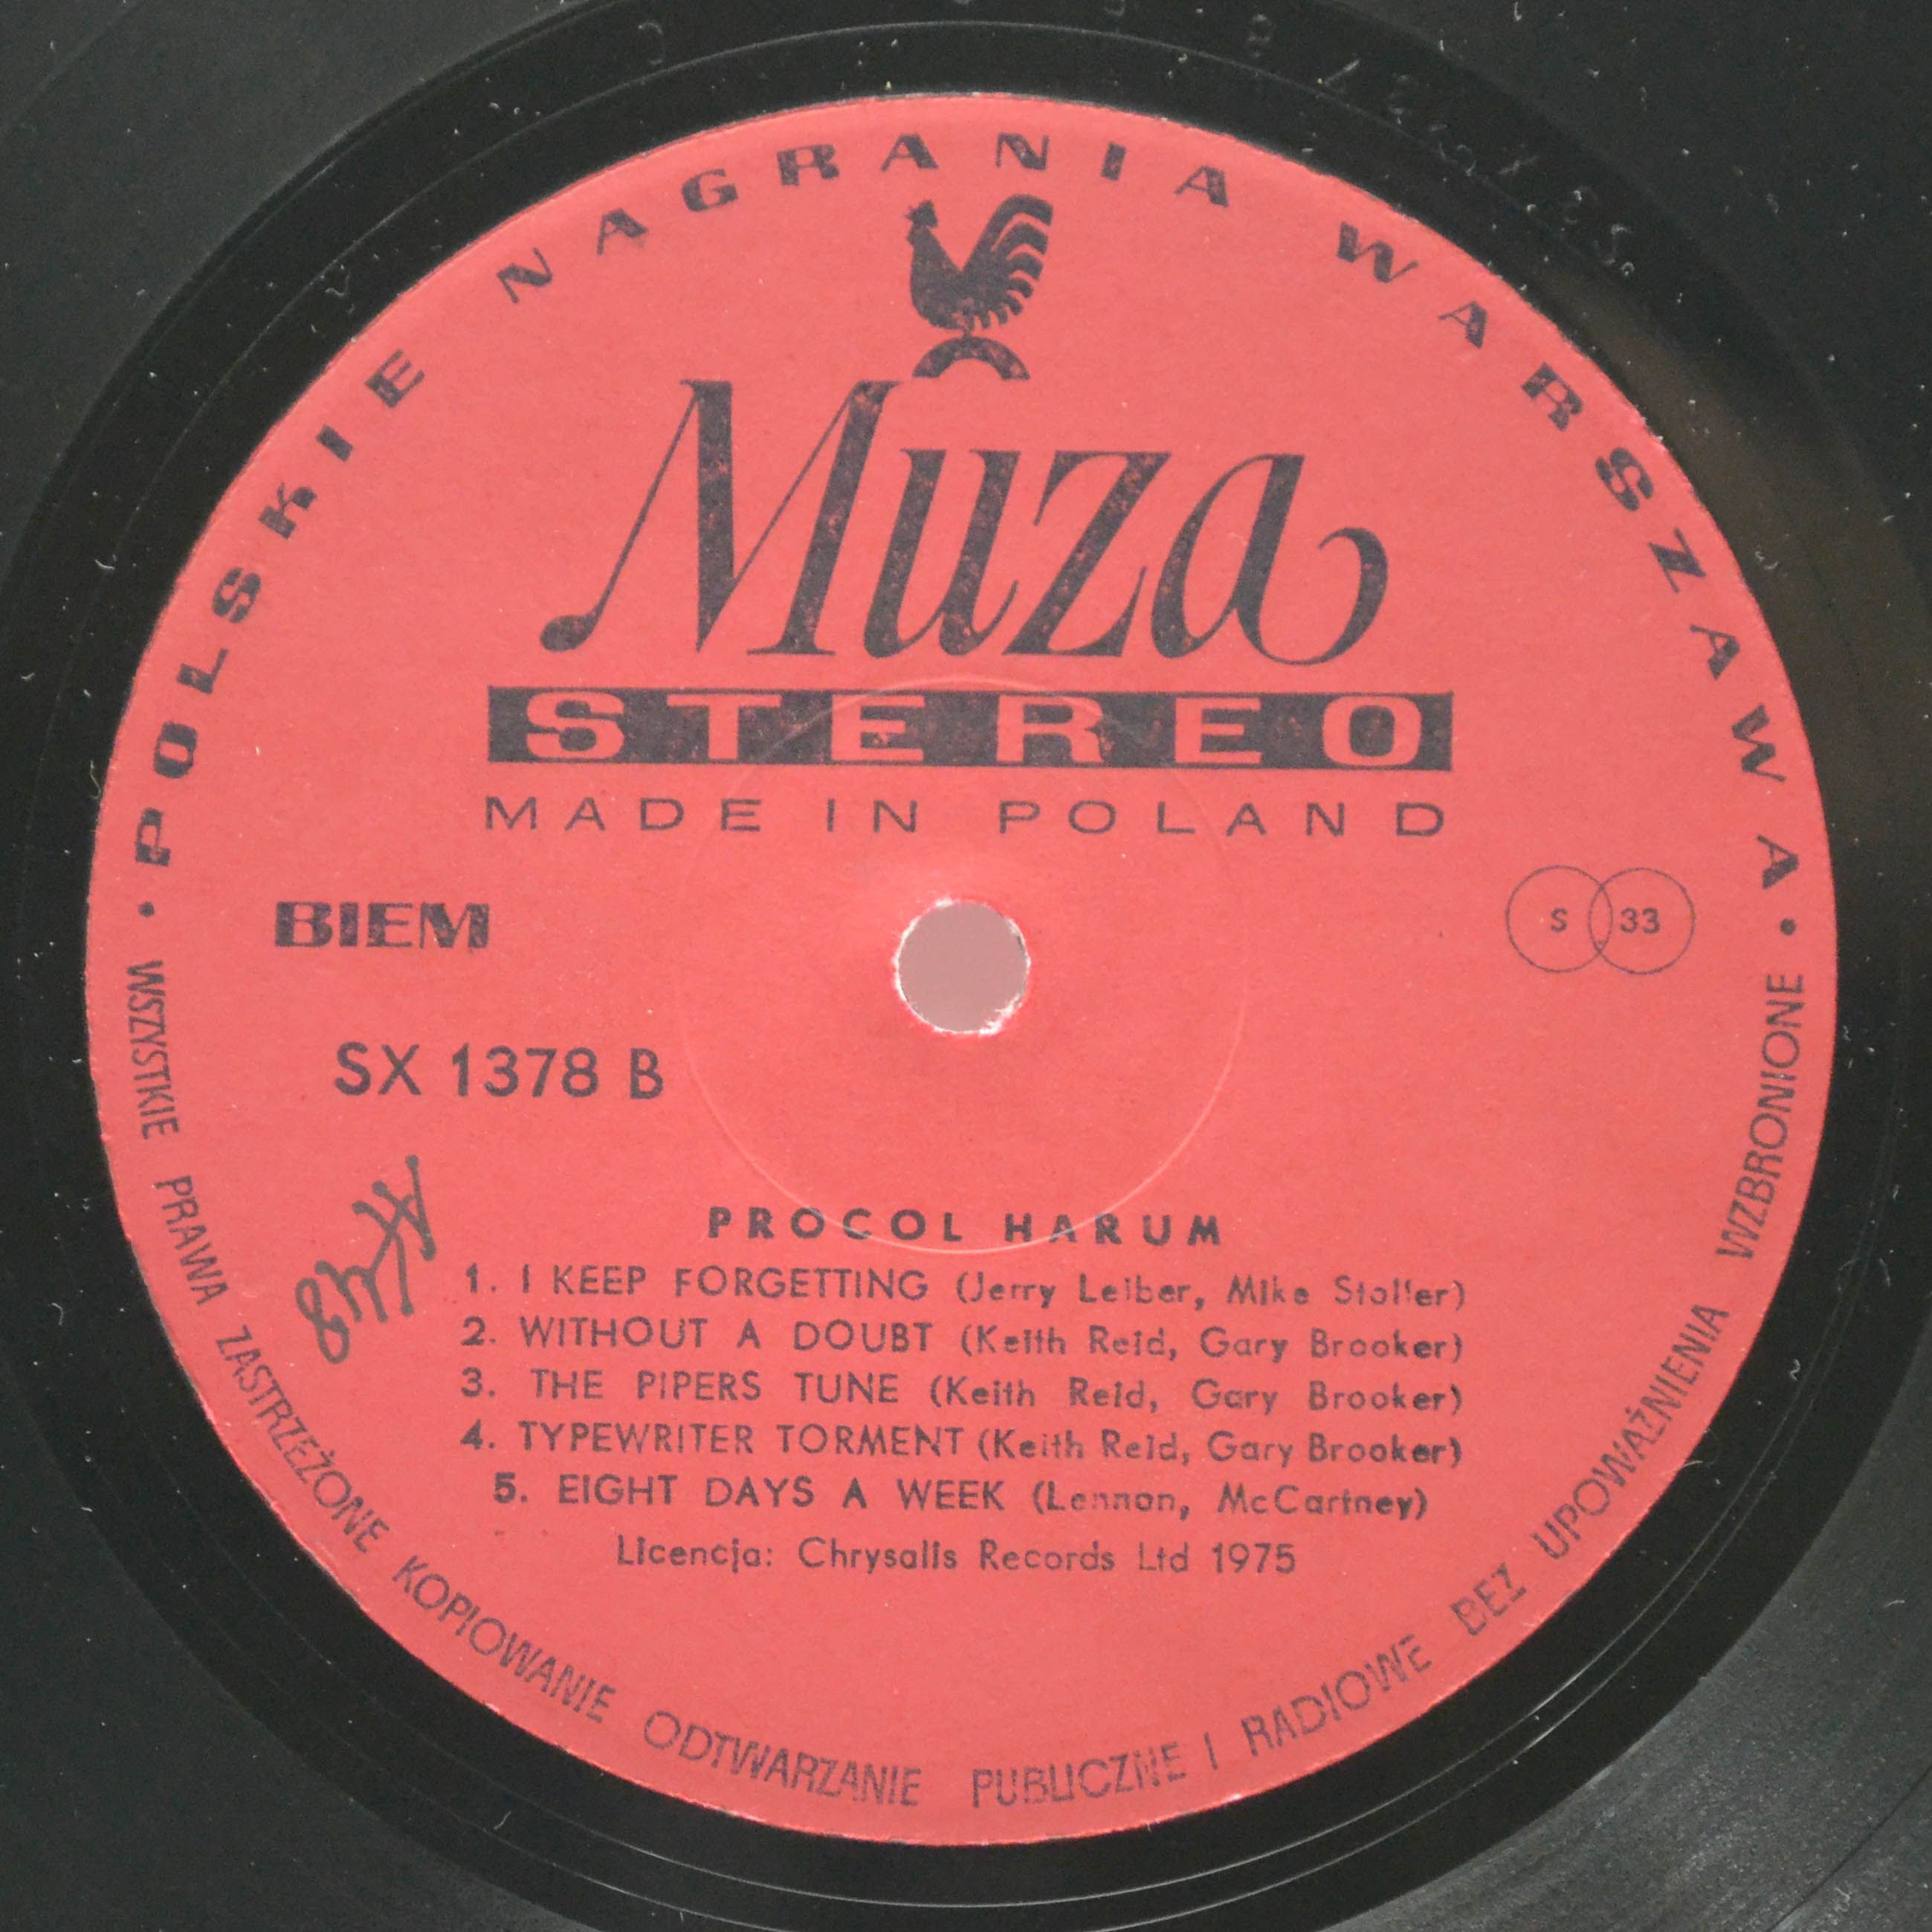 • POLSKIE NAGRANIA WARSZAWA •
Muza
STEREO
MADE IN POLAND
BIEM
S 33
SX 1378 B
PROCOL HARUM
1. I KEEP FORGETTING (Jerry Leiber, Mike Stoller)
2. WITHOUT A DOUBT (Keith Reid, Gary Brooker)
3. THE PIPERS TUNE (Keith Reid, Gary Brooker)
4. TYPEWRITER TORMENT (Keith Reid, Gary Brooker)
5. EIGHT DAYS A WEEK (Lennon, McCartney)
Licencja: Chrysalis Records Ltd 1975
WSZYSTKIE PRAWA ZASTRZEŻONE KOPIOWANIE ODTWARZANIE PUBLICZNE I RADIOWE BEZ UPOWAŻNIENIA WZBRONIONE